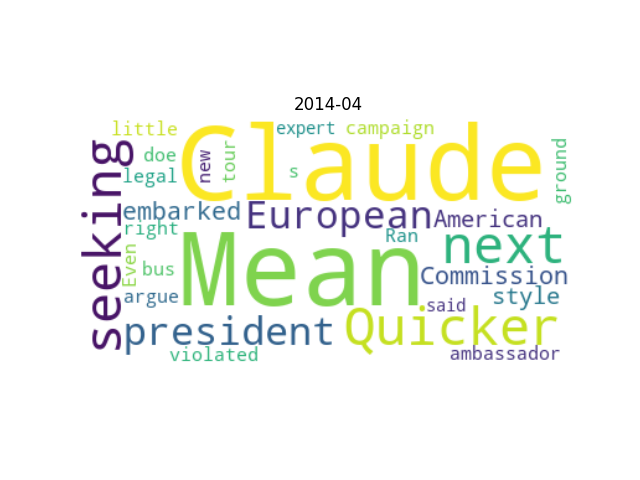 2014-04
little
expert
campaign
Claude
new
tour
ground
doe
legal
s
seeking
embarked
European
American
right
Ran
next
Even
bus
Mean
Commission
argue
style
said
president
Quicker
violated
ambassador